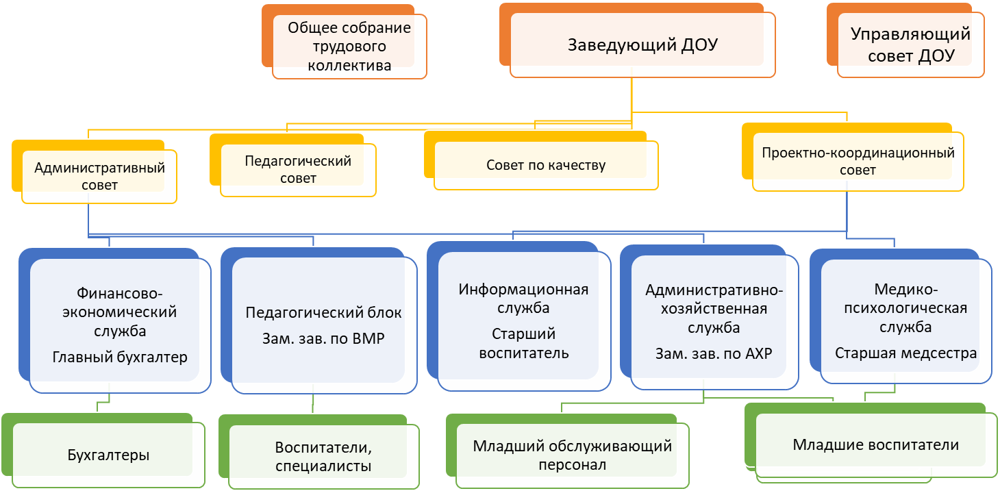 Общее собрание
трудового
коллектива
Заведующий ДОУ
Управляющий
совет ДОУ
Административный
совет
Педагогический
совет
Совет по качеству
Проектно-координационный
совет
Финансово-
экономический
служба
Главный бухгалтер
Педагогический блок
Зам. зав. по ВМР
Информационная
служба
Старший
воспитатель
Административно-
хозяйственная
служба
Зам. зав. по АХР
Медико-
психологическая
служба
Старшая медсестра
Бухгалтеры
Воспитатели,
специалисты
Младший обслуживающий
персонал
Младшие воспитатели